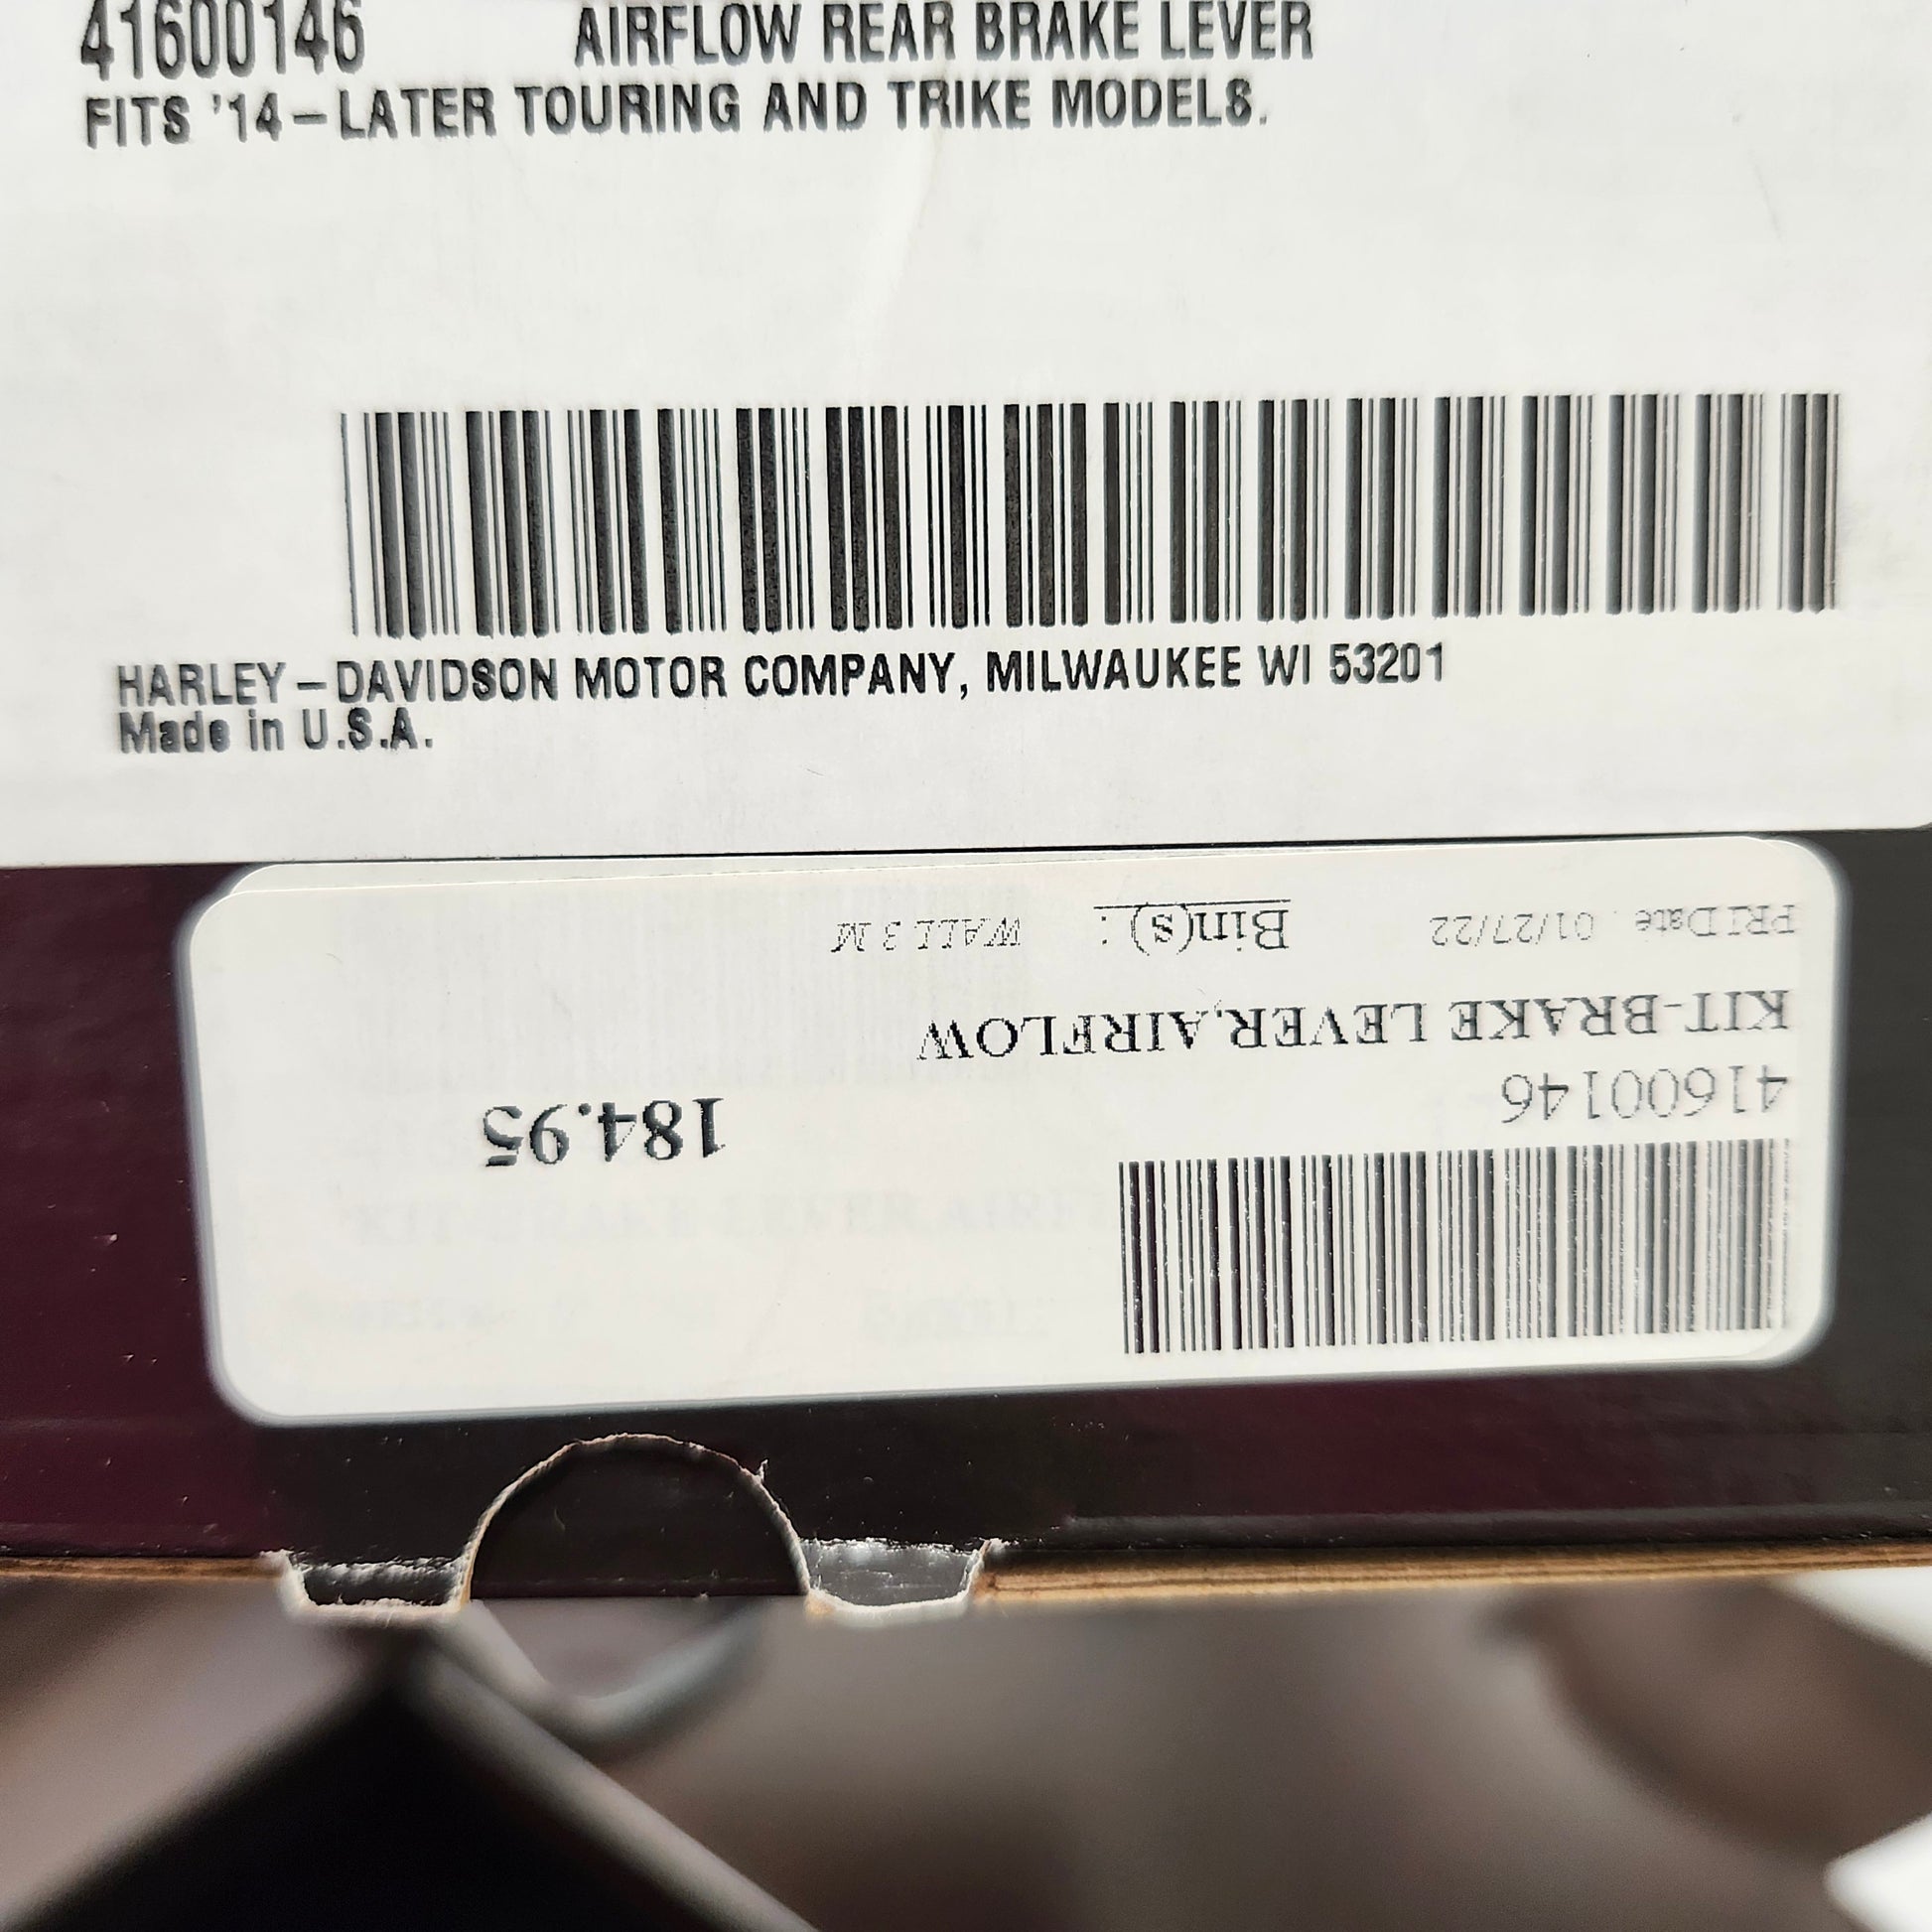 41600146 AIRFLOW REAR BRAKE LEVER
FITS '14-LATER TOURING AND TRIKE MODELS.
HARLEY-DAVIDSON MOTOR COMPANY, MILWAUKEE WI 53201
Made in U.S.A.
41600146
184.95
KIT-BRAKE LEVER,AIRFLOW
PRI Date : 01/27/22 Bin(s) : WALL 3 M